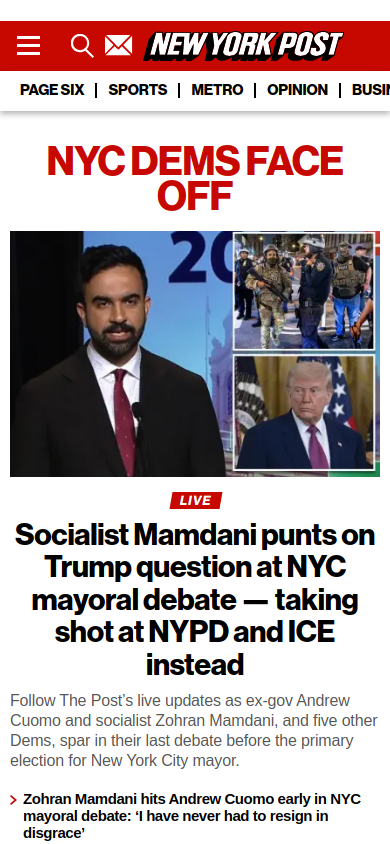 NEW YORK POST
PAGE SIX
SPORTS
METRO
OPINION
BUSIN
NYC DEMS FACE
OFF
20
LIVE
Socialist Mamdani punts on
Trump question at NYC
mayoral debate — taking
shot at NYPD and ICE
instead
Follow The Post's live updates as ex-gov Andrew
Cuomo and socialist Zohran Mamdani, and five other
Dems, spar in their last debate before the primary
election for New York City mayor.
Zohran Mamdani hits Andrew Cuomo early in NYC
mayoral debate: ‘I have never had to resign in
disgrace’